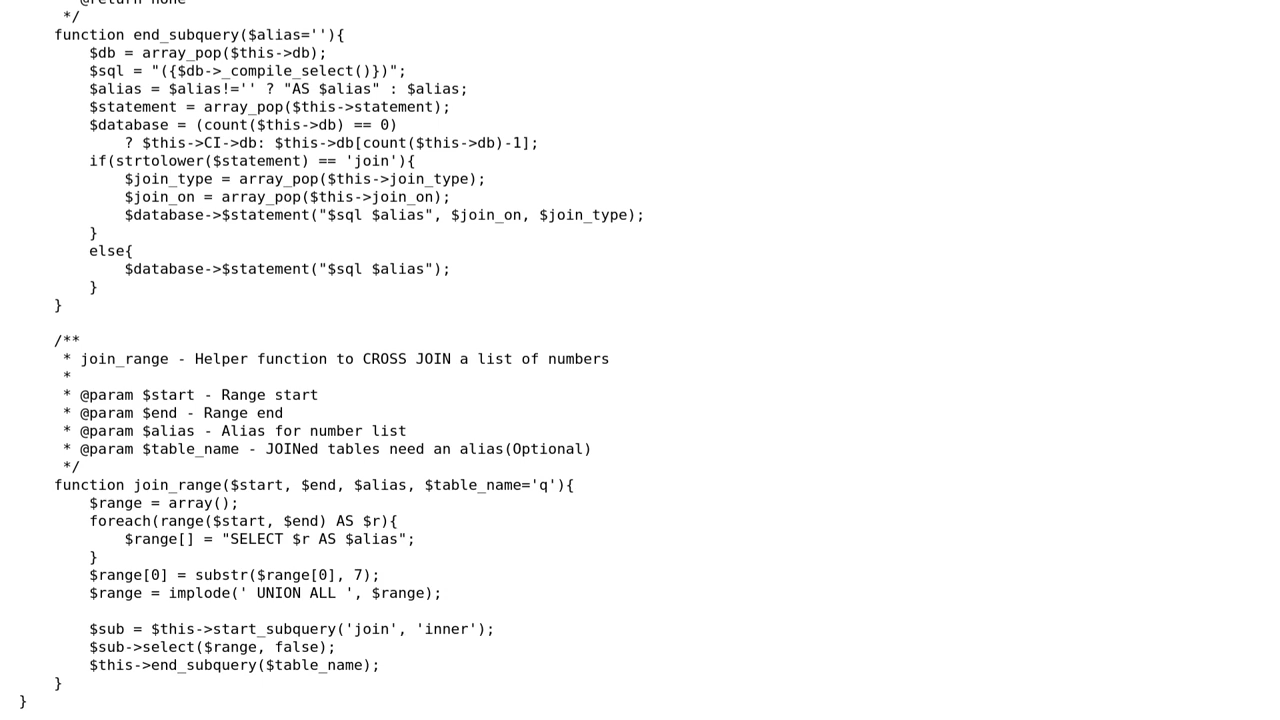 @return none
     */
    function end_subquery($alias=''){
        $db = array_pop($this->db);
        $sql = "({$db->_compile_select()})";
        $alias = $alias!='' ? "AS $alias" : $alias;
        $statement = array_pop($this->statement);
        $database = (count($this->db) == 0)
            ? $this->CI->db: $this->db[count($this->db)-1];
        if(strtolower($statement) == 'join'){
            $join_type = array_pop($this->join_type);
            $join_on = array_pop($this->join_on);
            $database->$statement("$sql $alias", $join_on, $join_type);
        }
        else{
            $database->$statement("$sql $alias");
        }
    }

    /**
     * join_range - Helper function to CROSS JOIN a list of numbers
     *
     * @param $start - Range start
     * @param $end - Range end
     * @param $alias - Alias for number list
     * @param $table_name - JOINed tables need an alias(Optional)
     */
    function join_range($start, $end, $alias, $table_name='q'){
        $range = array();
        foreach(range($start, $end) AS $r){
            $range[] = "SELECT $r AS $alias";
        }
        $range[0] = substr($range[0], 7);
        $range = implode(' UNION ALL ', $range);

        $sub = $this->start_subquery('join', 'inner');
        $sub->select($range, false);
        $this->end_subquery($table_name);
    }
}